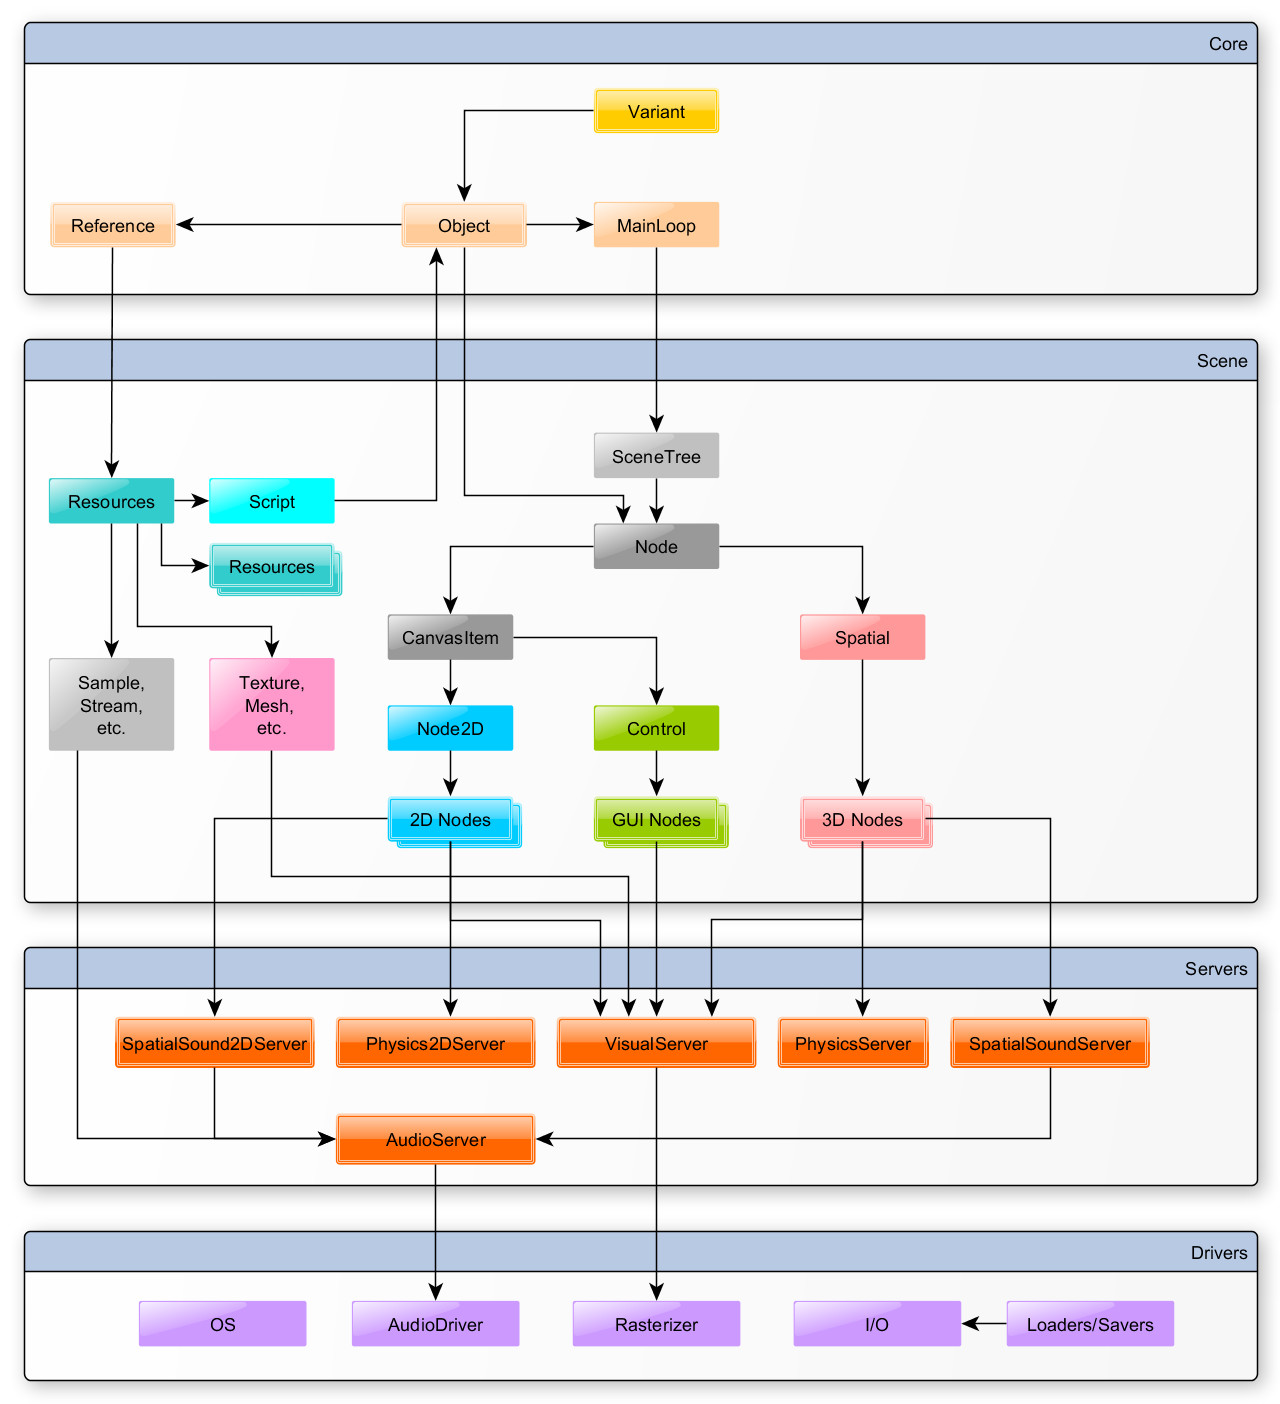 Core
Variant
Reference
Object
MainLoop
Scene
SceneTree
Resources
Script
Node
Resources
CanvasItem
Spatial
Sample,
Stream,
etc.
Texture,
Mesh,
etc.
Node2D
Control
2D Nodes
GUI Nodes
3D Nodes
Servers
SpatialSound2DServer
Physics2DServer
VisualServer
PhysicsServer
SpatialSoundServer
AudioServer
Drivers
OS
AudioDriver
Rasterizer
I/O
Loaders/Savers